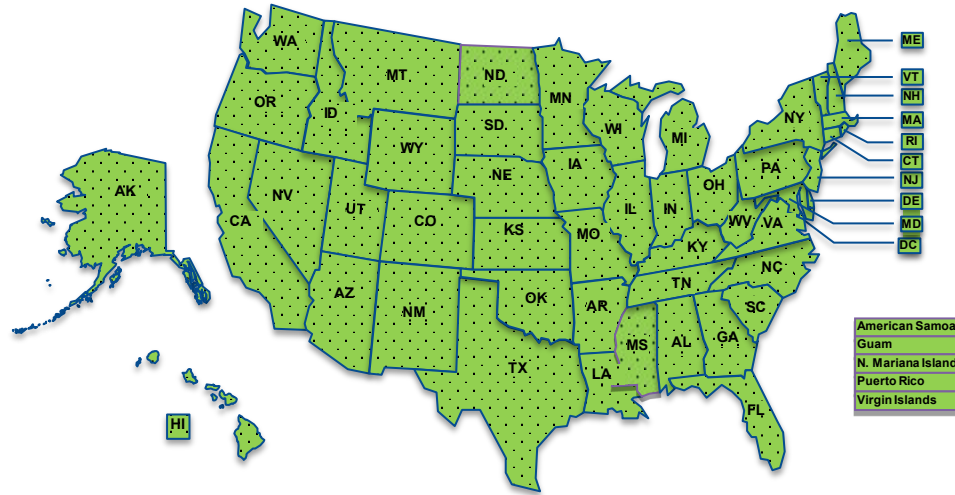 WA
MT
ND
MN
OR
ID
SD
WI
MI
NY
ME
VT
NH
MA
RI
CT
NJ
DE
MD
DC
WY
IA
NE
PA
AK
NV
UT
CO
CA
IL
IN
OH
WV
VA
KS
MO
KY
NC
TN
AZ
NM
OK
AR
SC
TX
LA
MS
AL
GA
FL
HI
American Samoa
Guam
N. Mariana Island
Puerto Rico
Virgin Islands